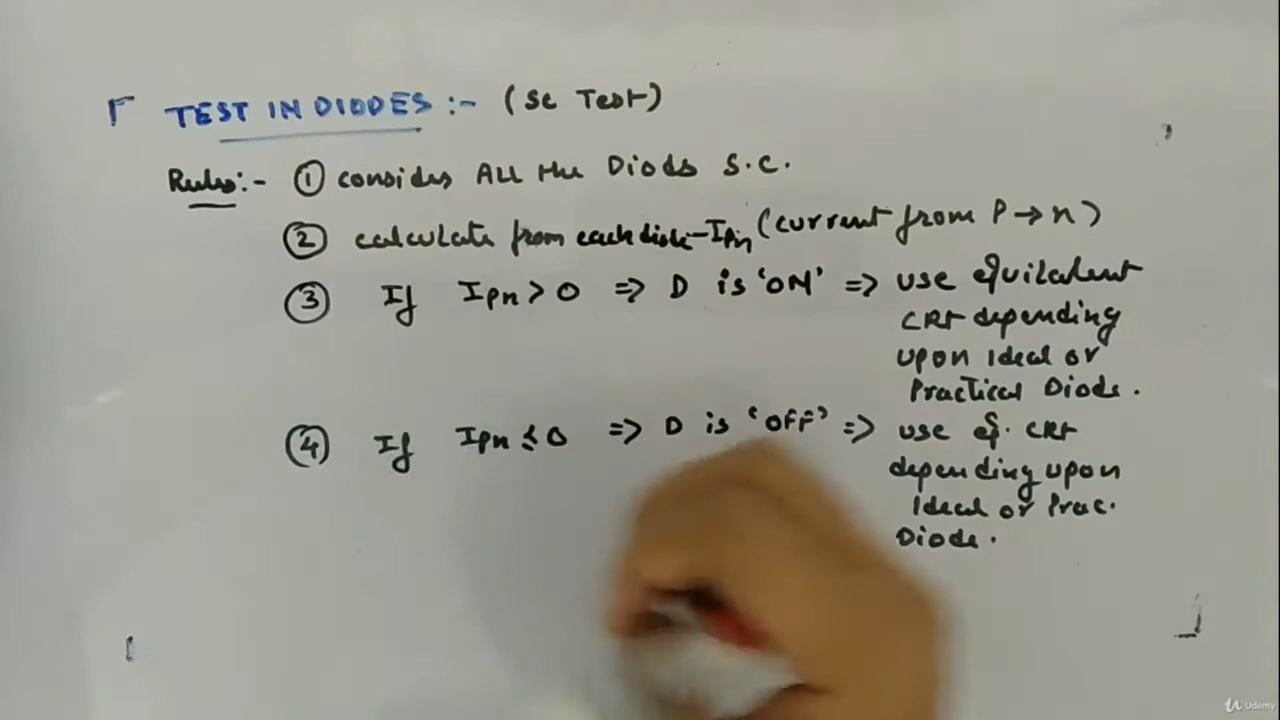 TEST IN DIODES :- (SC Test)
Rules:- ① consider ALL the Diods S.C.
② calculate from each diode - Ipn (current from P → n)
③ If Ipn > 0 => D is 'ON' => use equilalent
CRT depending
upon Ideal or
Practical Diode.
④ If Ipn ≤ 0 => D is 'OFF' => use eq. CRT
depending upon
Ideal or Prac.
Diode.
Udemy